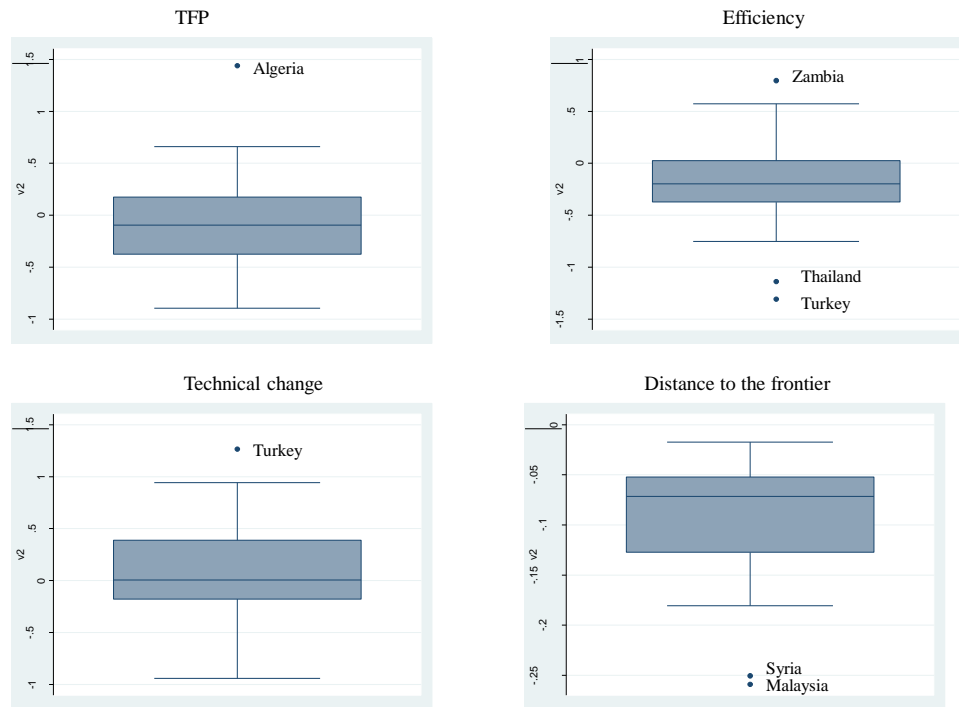 TFP
1.5
Algeria
1
.5
v2
0
-.5
-1
Efficiency
1
Zambia
.5
0
v2
-.5
-1
Thailand
Turkey
-1.5
Technical change
1.5
Turkey
1
.5
v2
0
-.5
-1
Distance to the frontier
0
-.05
-.1
v2
-.15
-.2
Syria
-.25
Malaysia